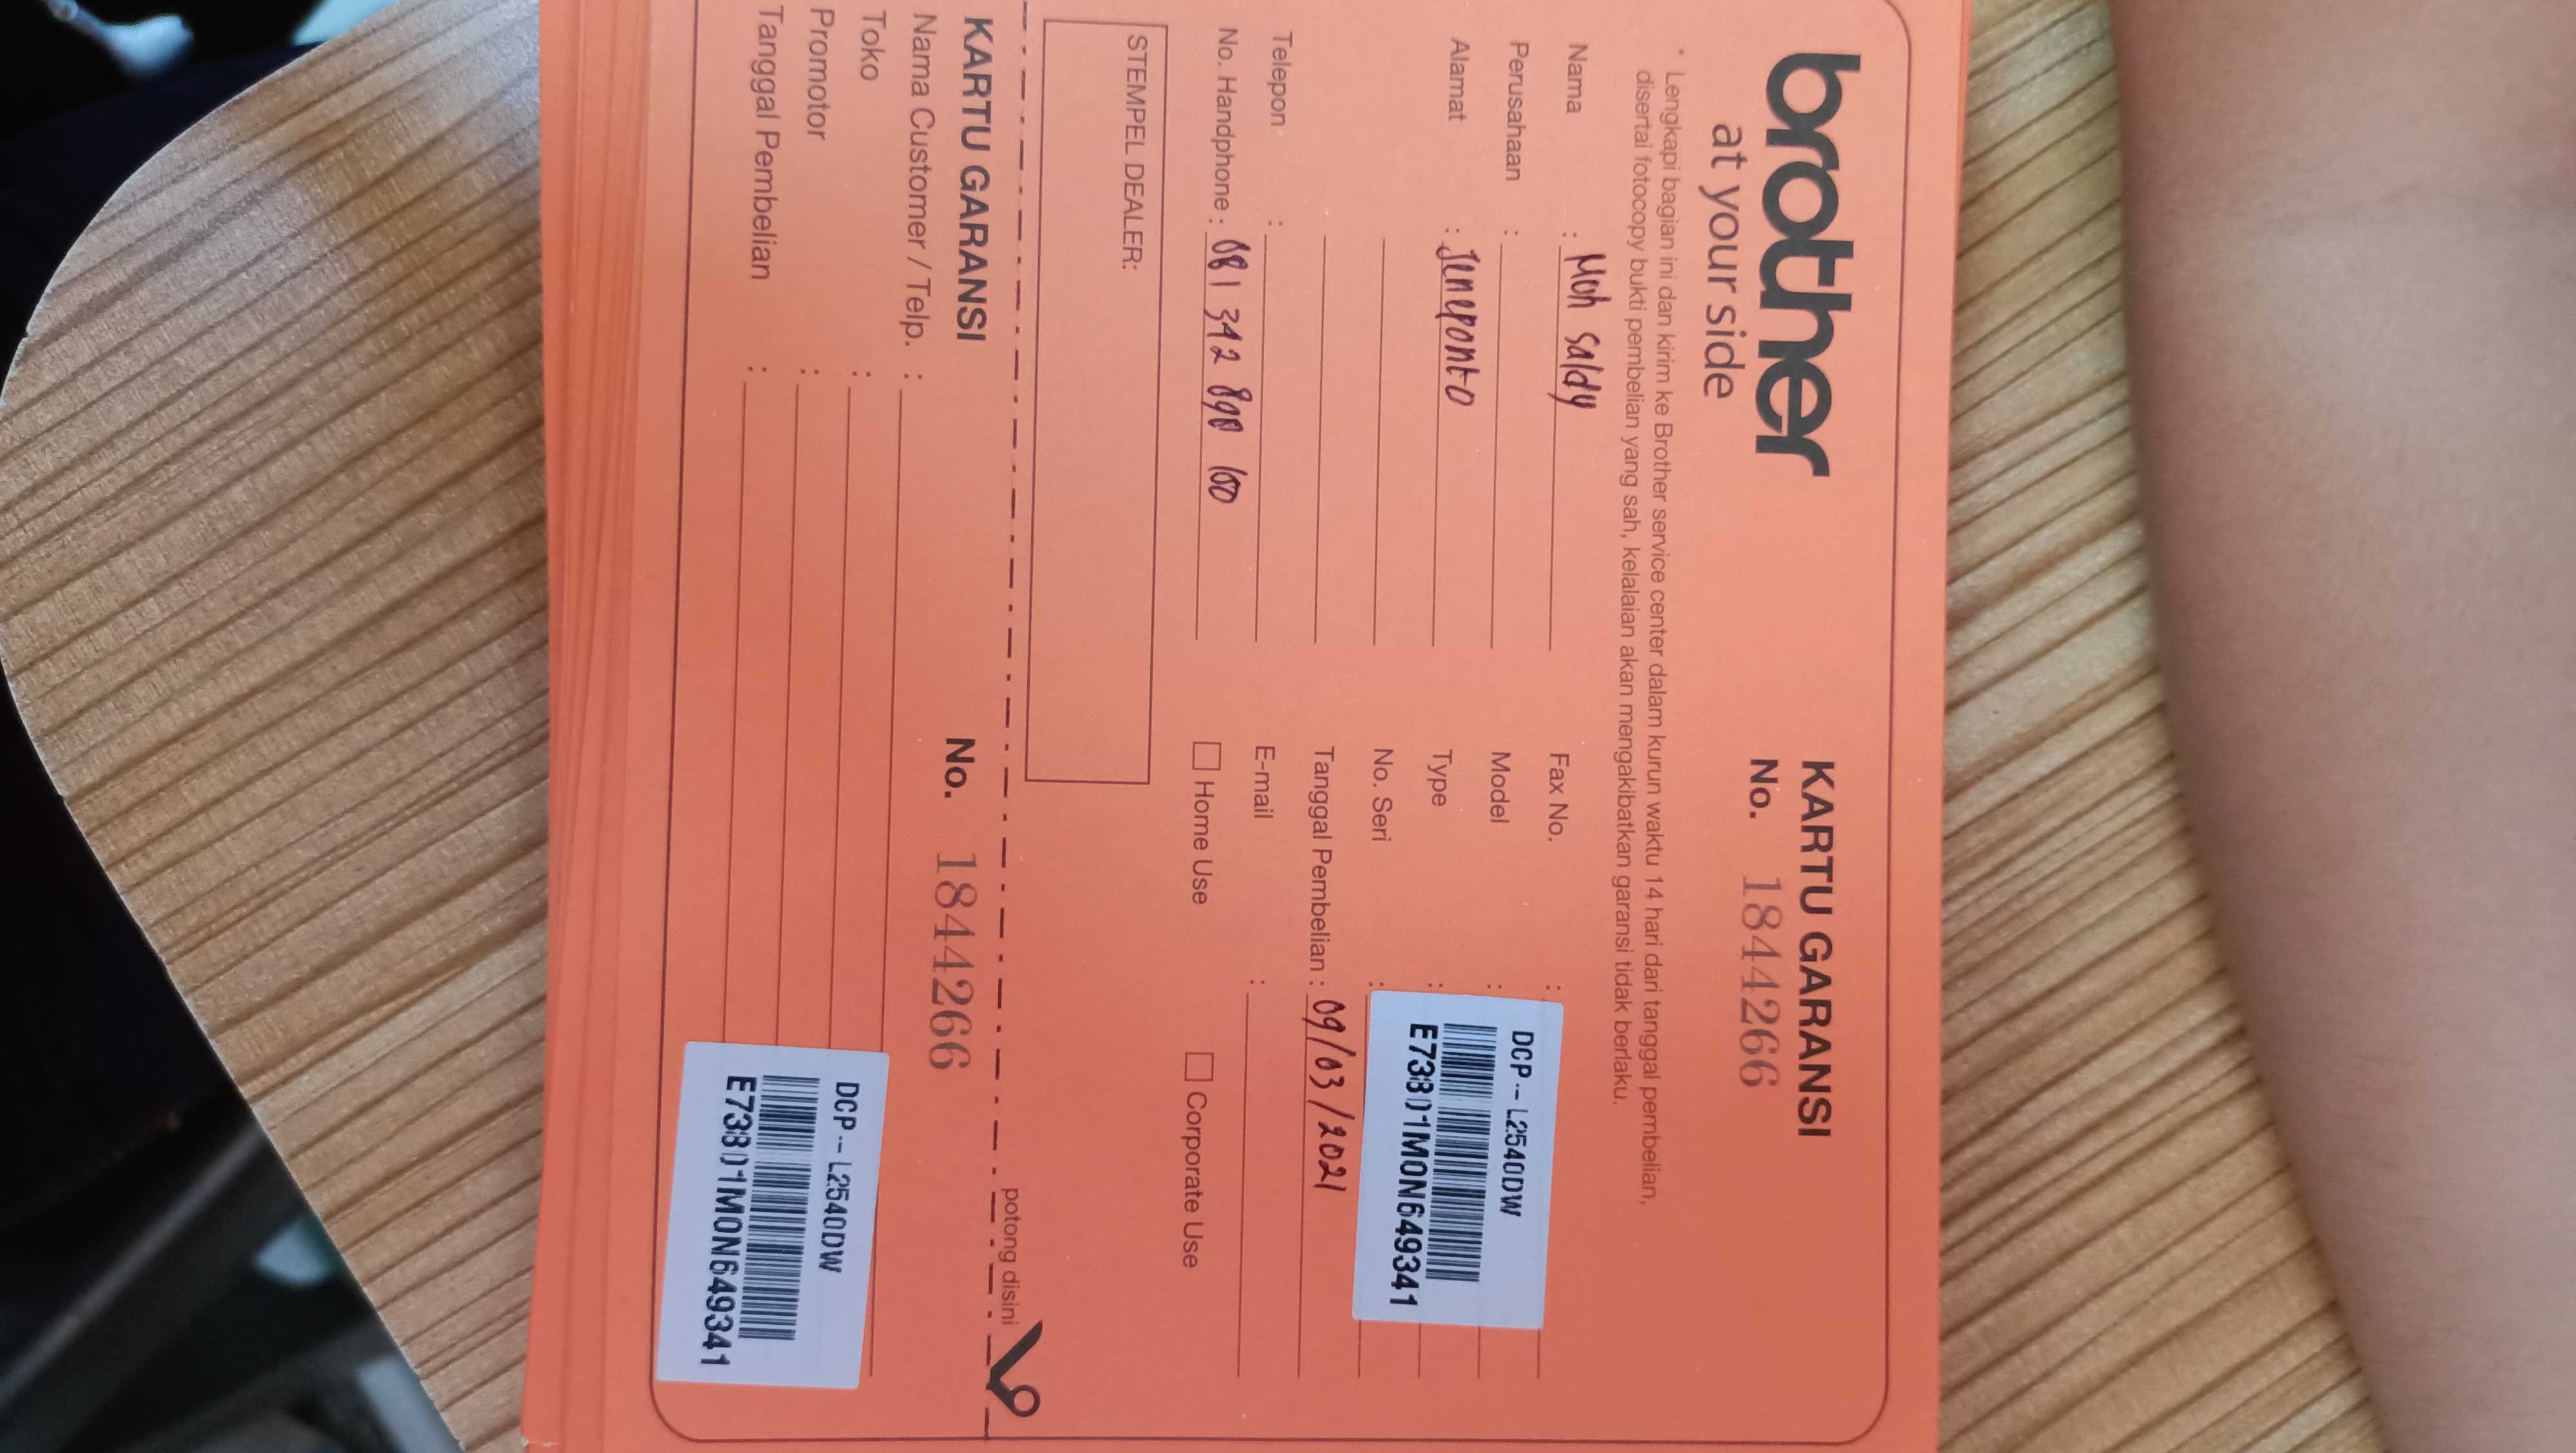 brother
at your side
KARTU GARANSI
No. 1844266
* Lengkapi bagian ini dan kirim ke Brother service center dalam kurun waktu 14 hari dari tanggal pembelian,
disertai fotocopy bukti pembelian yang sah, kelalaian akan mengakibatkan garansi tidak berlaku.
Nama : Moh saldy
Perusahaan :
Alamat : Jeneponto
Telepon :
No. Handphone : 081 342 898 100
Fax No. :
Model :
Type :
No. Seri :
DCP-L2540DW
E73801M0N649341
Tanggal Pembelian : 09/03/2021
E-mail :
Home Use
Corporate Use
STEMPEL DEALER:
potong disini
KARTU GARANSI
No. 1844266
Nama Customer / Telp. :
Toko :
Promotor :
Tanggal Pembelian :
DCP-L2540DW
E73801M0N649341